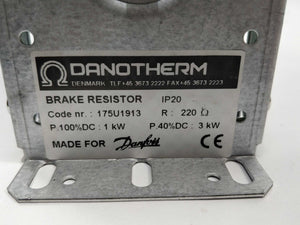 DANOTHERM
DENMARK TLF+45 3673 2222 FAX+45 3673 2223
BRAKE RESISTOR IP20
Code nr.: 175U1913 R: 220 Ω
P.100%DC: 1 kW P.40%DC: 3 kW
MADE FOR Danfoss CE